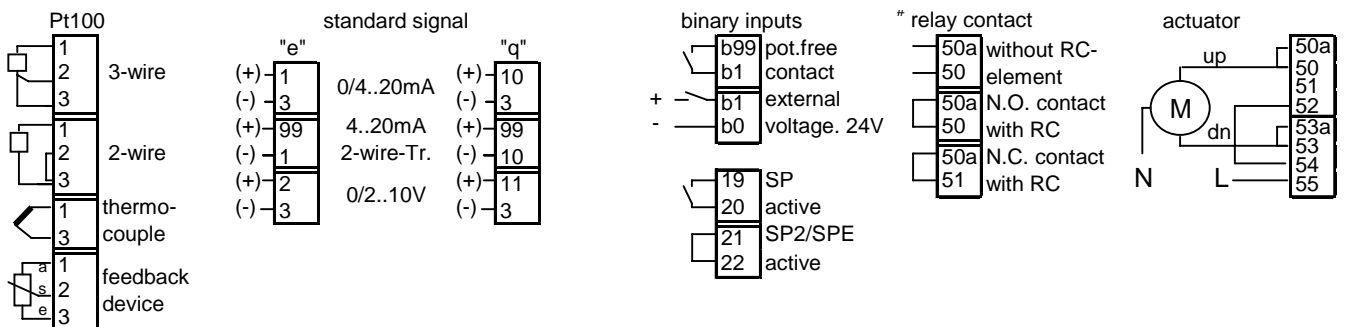 Pt100
1
2
3
3-wire
1
2
3
2-wire
1
3
thermo-
couple
a 1
s 2
e 3
feedback
device
standard signal
"e"
"q"
(+) 1
(-) 3
0/4..20mA
(+) 10
(-) 3
(+) 99
(-) 1
4..20mA
2-wire-Tr.
(+) 99
(-) 10
(+) 2
(-) 3
0/2..10V
(+) 11
(-) 3
binary inputs
b99 pot.free
b1 contact
+ b1 external
- b0 voltage. 24V
19 SP
20 active
21 SP2/SPE
22 active
# relay contact
50a without RC-
50 element
50a N.O. contact
50 with RC
50a N.C. contact
51 with RC
actuator
up
M
dn
N
L
50a
50
51
52
53a
53
54
55